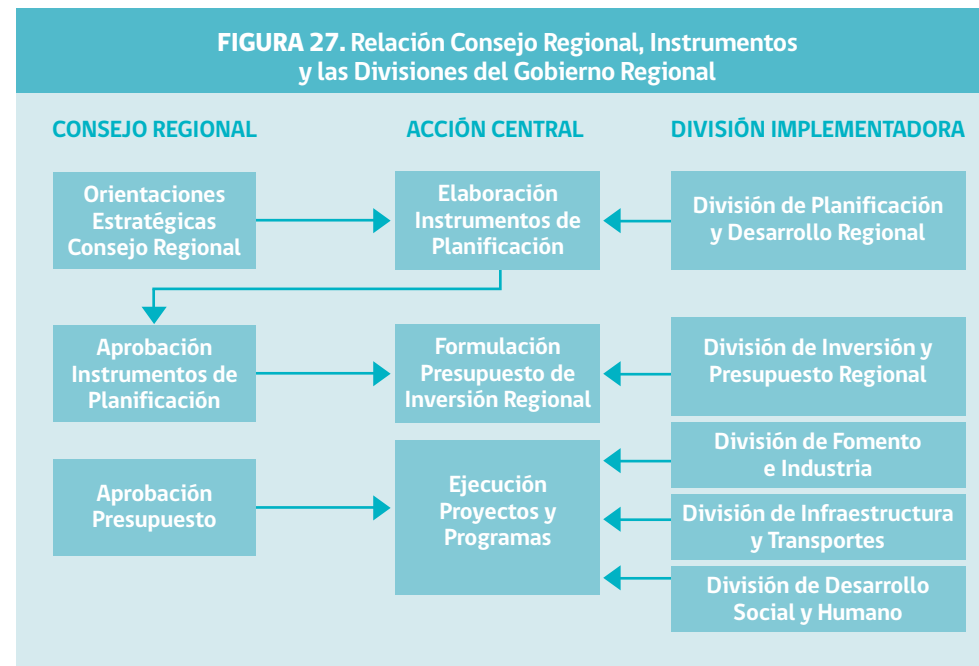 FIGURA 27. Relación Consejo Regional, Instrumentos
y las Divisiones del Gobierno Regional
CONSEJO REGIONAL
ACCIÓN CENTRAL
DIVISIÓN IMPLEMENTADORA
Orientaciones
Estratégicas
Consejo Regional
Elaboración
Instrumentos de
Planificación
División de Planificación
y Desarrollo Regional
Aprobación
Instrumentos de
Planificación
Formulación
Presupuesto de
Inversión Regional
División de Inversión y
Presupuesto Regional
Aprobación
Presupuesto
Ejecución
Proyectos y
Programas
División de Fomento
e Industria
División de Infraestructura
y Transportes
División de Desarrollo
Social y Humano